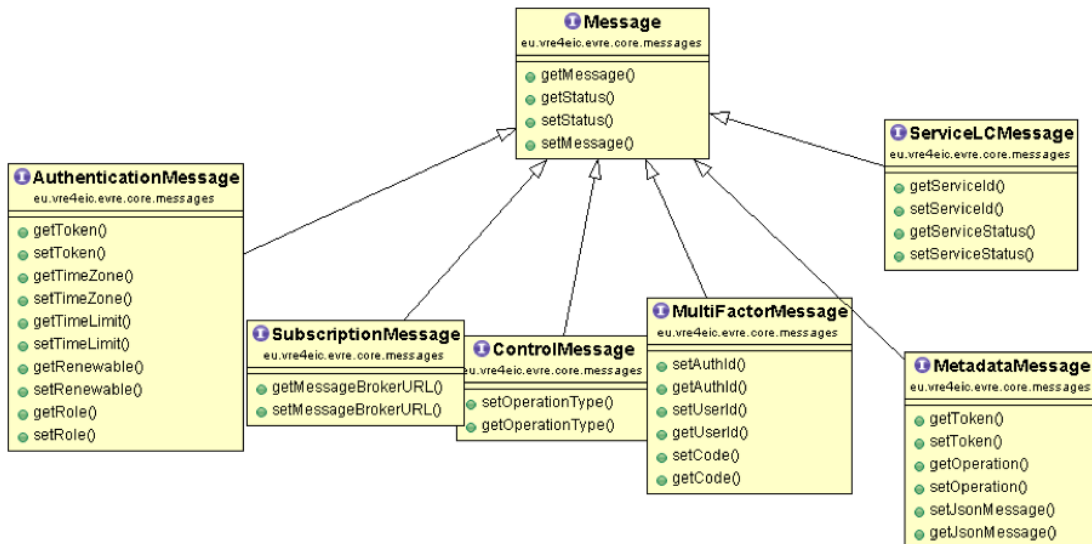 I Message
eu.vre4eic.evre.core.messages
getMessage()
getStatus()
setStatus()
setMessage()
I ServiceLCMessage
eu.vre4eic.evre.core.messages
getServiceId()
setServiceId()
getServiceStatus()
setServiceStatus()
I AuthenticationMessage
eu.vre4eic.evre.core.messages
getToken()
setToken()
getTimeZone()
setTimeZone()
getTimeLimit()
setTimeLimit()
getRenewable()
setRenewable()
getRole()
setRole()
I SubscriptionMessage
eu.vre4eic.evre.core.messages
getMessageBrokerURL()
setMessageBrokerURL()
I ControlMessage
eu.vre4eic.evre.core.messages
setOperationType()
getOperationType()
I MultiFactorMessage
eu.vre4eic.evre.core.messages
setAuthId()
getAuthId()
setUserId()
getUserId()
setCode()
getCode()
I MetadataMessage
eu.vre4eic.evre.core.messages
getToken()
setToken()
getOperation()
setOperation()
setJsonMessage()
getJsonMessage()